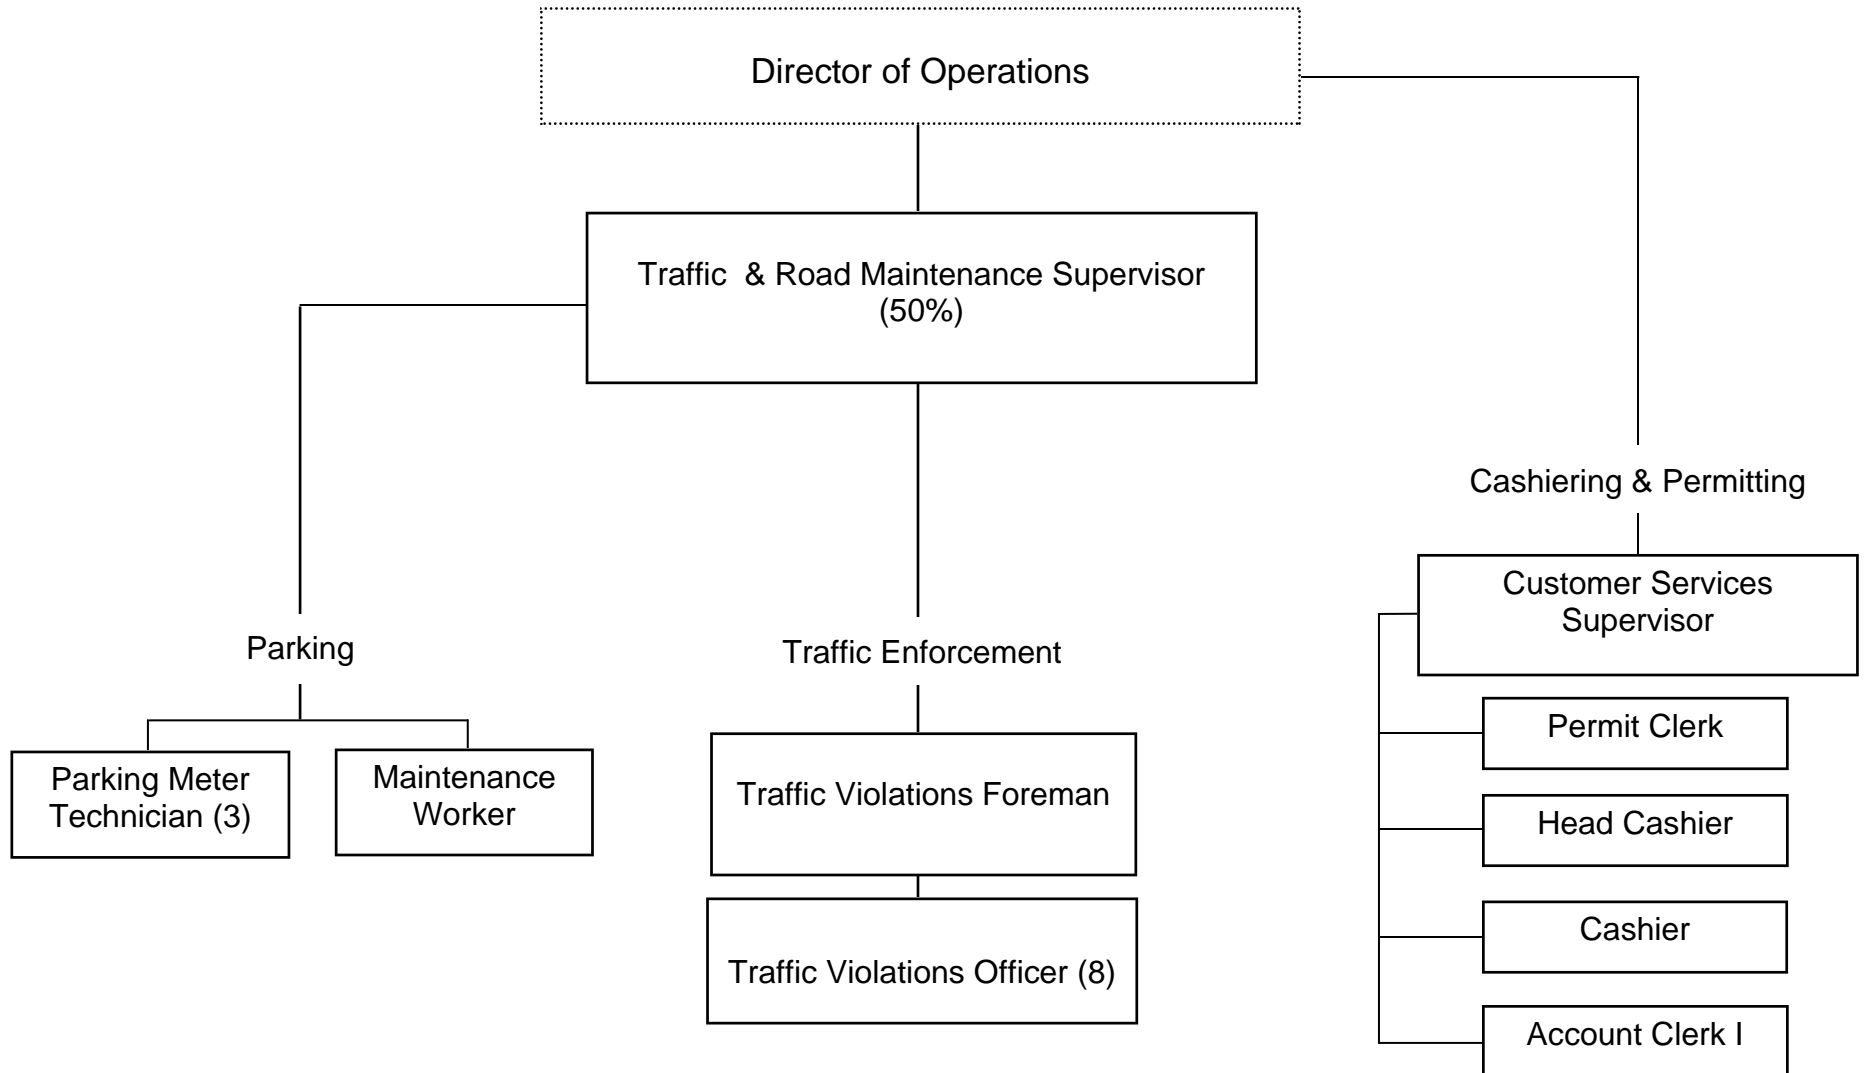 Director of Operations
Traffic & Road Maintenance Supervisor
(50%)
Cashiering & Permitting
Customer Services
Supervisor
Parking
Traffic Enforcement
Permit Clerk
Parking Meter
Technician (3)
Maintenance
Worker
Traffic Violations Foreman
Head Cashier
Cashier
Traffic Violations Officer (8)
Account Clerk I